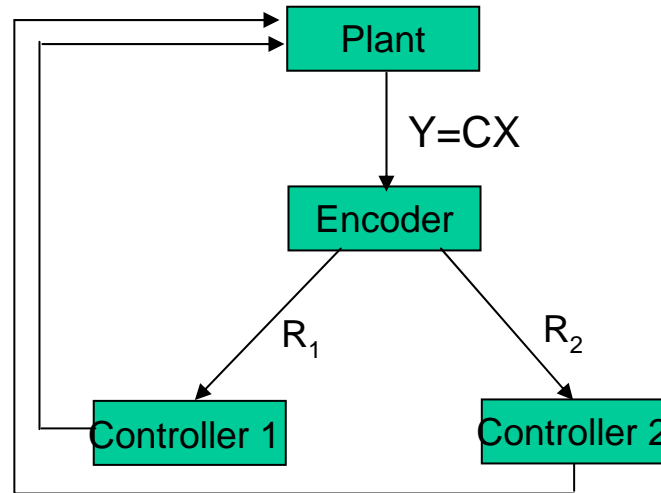 Plant
Y=CX
Encoder
R₁
R₂
Controller 1
Controller 2